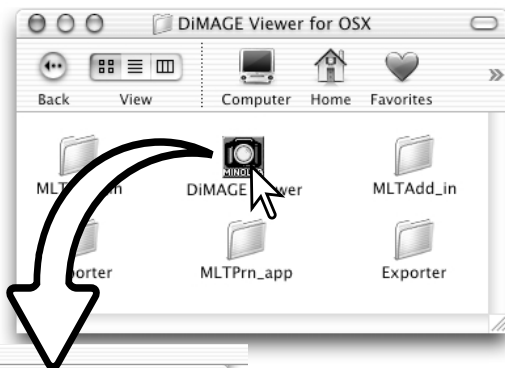 DiMAGE Viewer for OSX
Back View Computer Home Favorites
MINOLTA
DiMAGE MLTAdd_in
MLTPrn_app Exporter